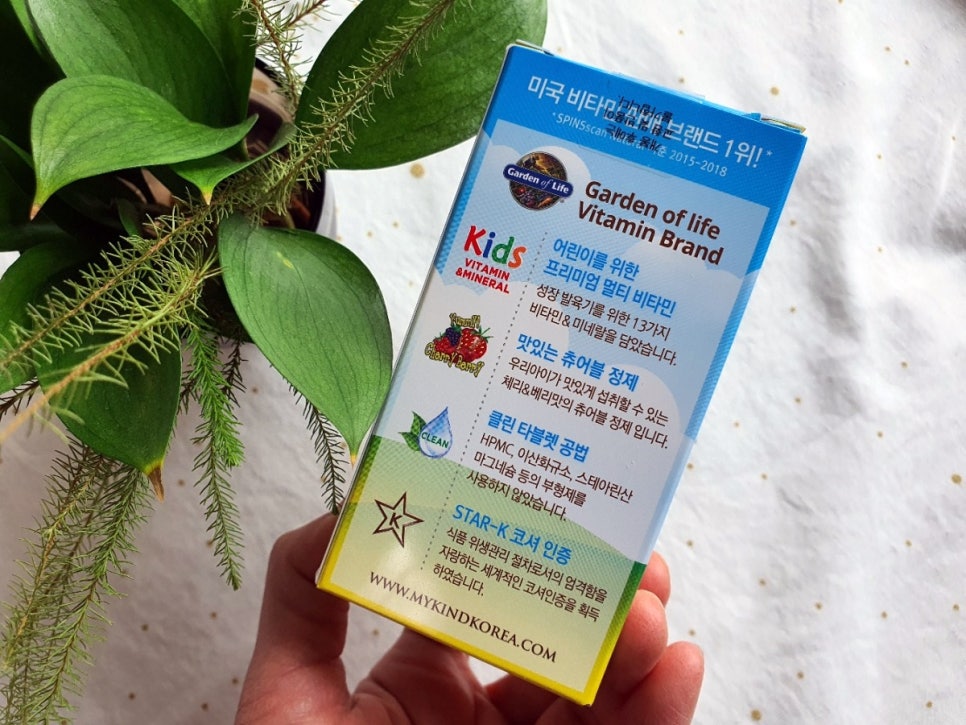 미국 비타민 브랜드 1위!*
*SPINSscan 2015-2018
Garden of Life
Garden of life
Vitamin Brand
Kids
VITAMIN
&MINERAL
어린이를 위한
프리미엄 멀티 비타민
성장 발육기를 위한 13가지
비타민& 미네랄을 담았습니다.
Cherry Berry!
맛있는 츄어블 정제
우리아이가 맛있게 섭취할 수 있는
체리&베리맛의 츄어블 정제 입니다.
CLEAN
클린 타블렛 공법
HPMC, 이산화규소, 스테아린산
마그네슘 등의 부형제를
사용하지 않았습니다.
K
STAR-K 코셔 인증
식품 위생관리 절차로서의 엄격함을
자랑하는 세계적인 코셔인증을 획득
하였습니다.
WWW.MYKINDKOREA.COM